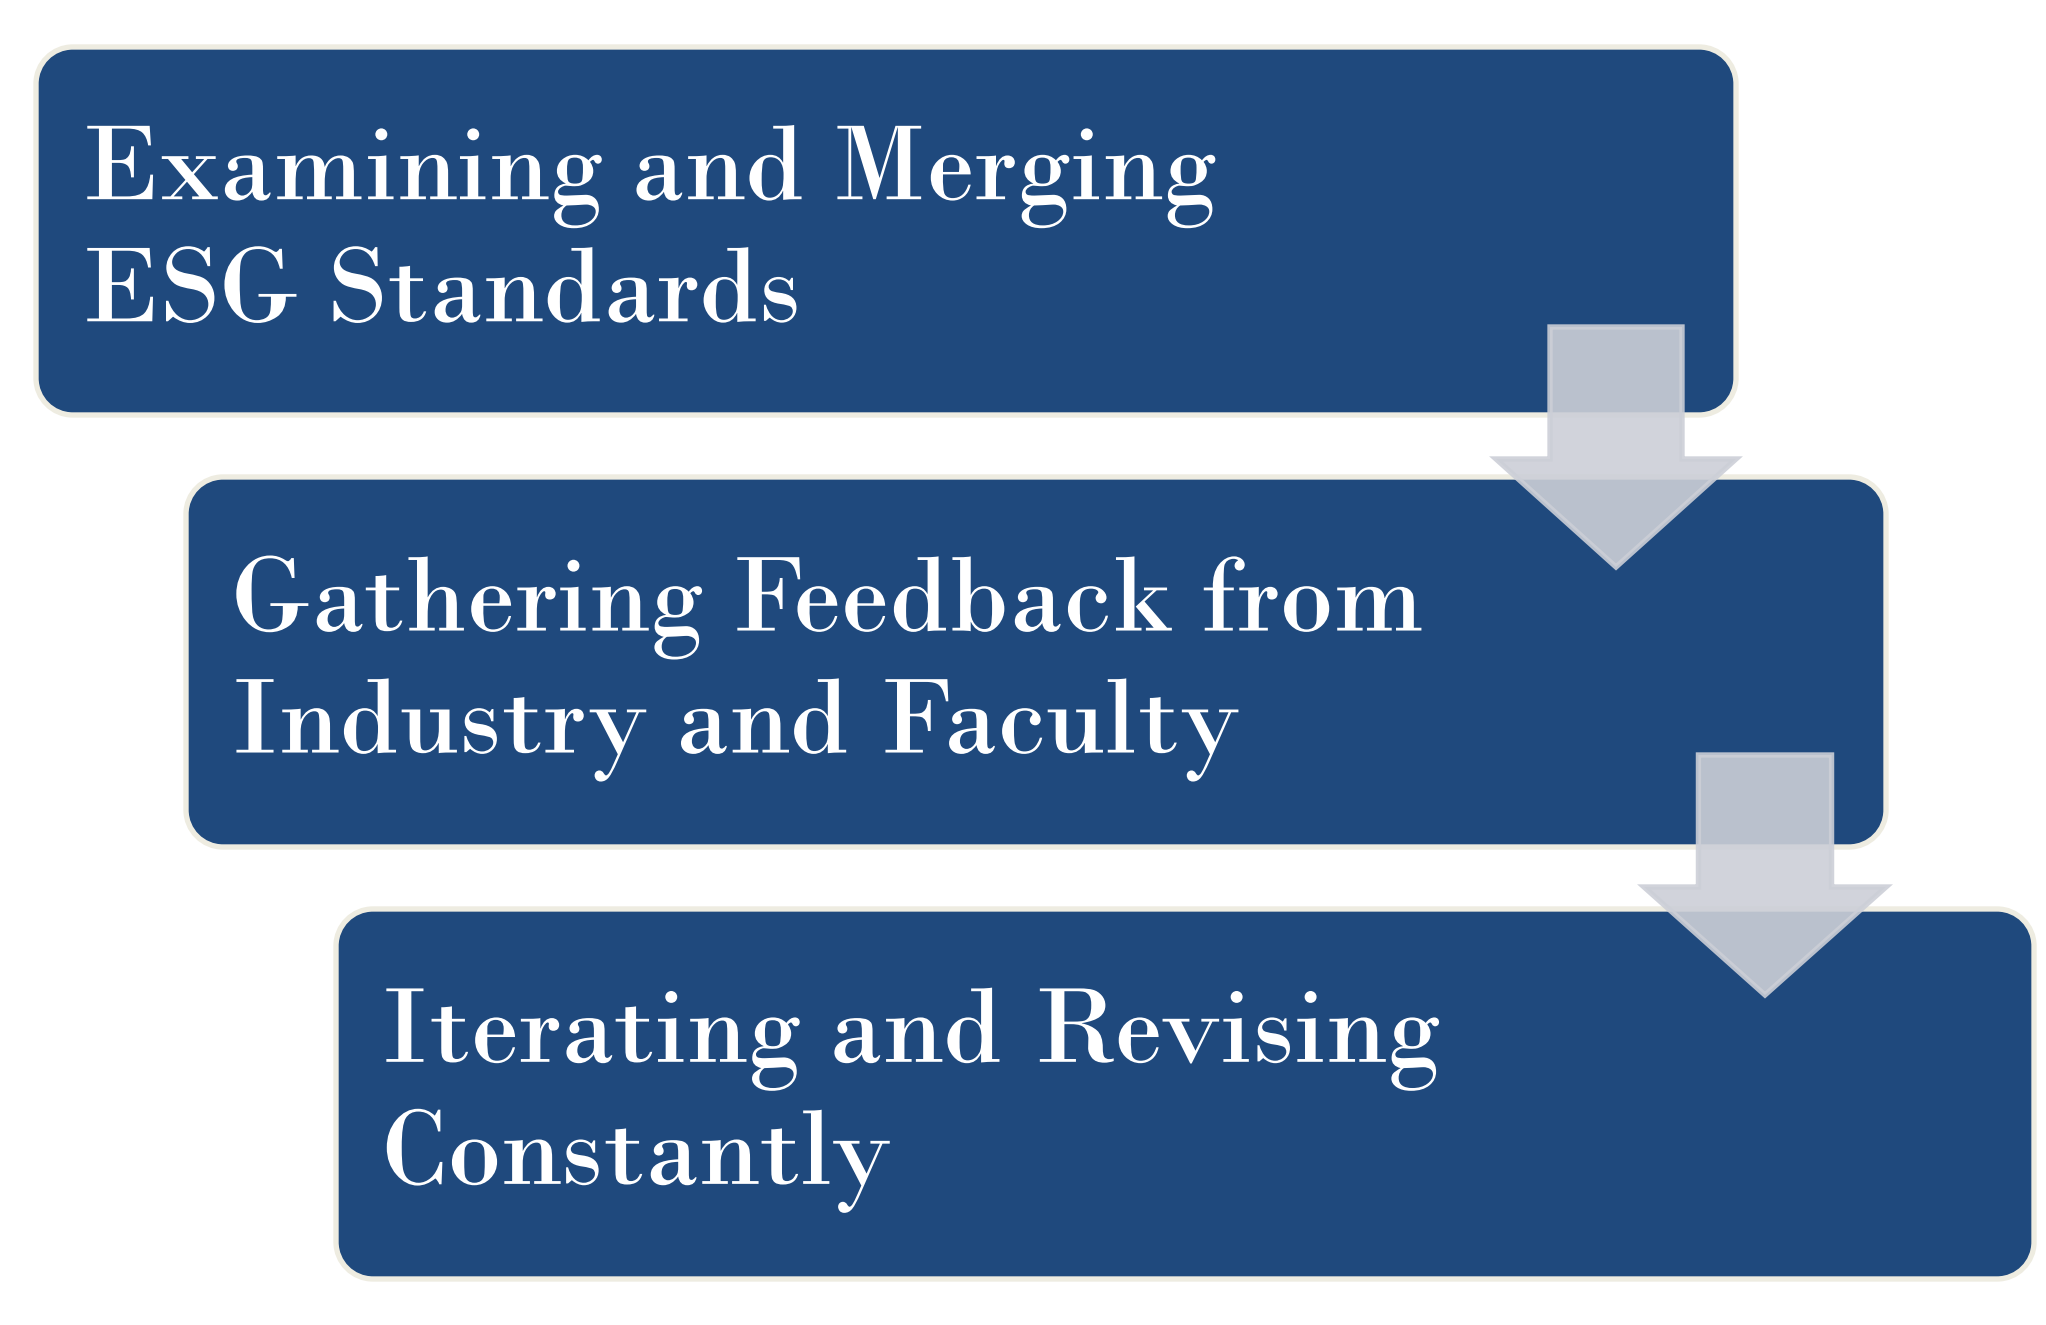 Examining and Merging
ESG Standards
Gathering Feedback from
Industry and Faculty
Iterating and Revising
Constantly